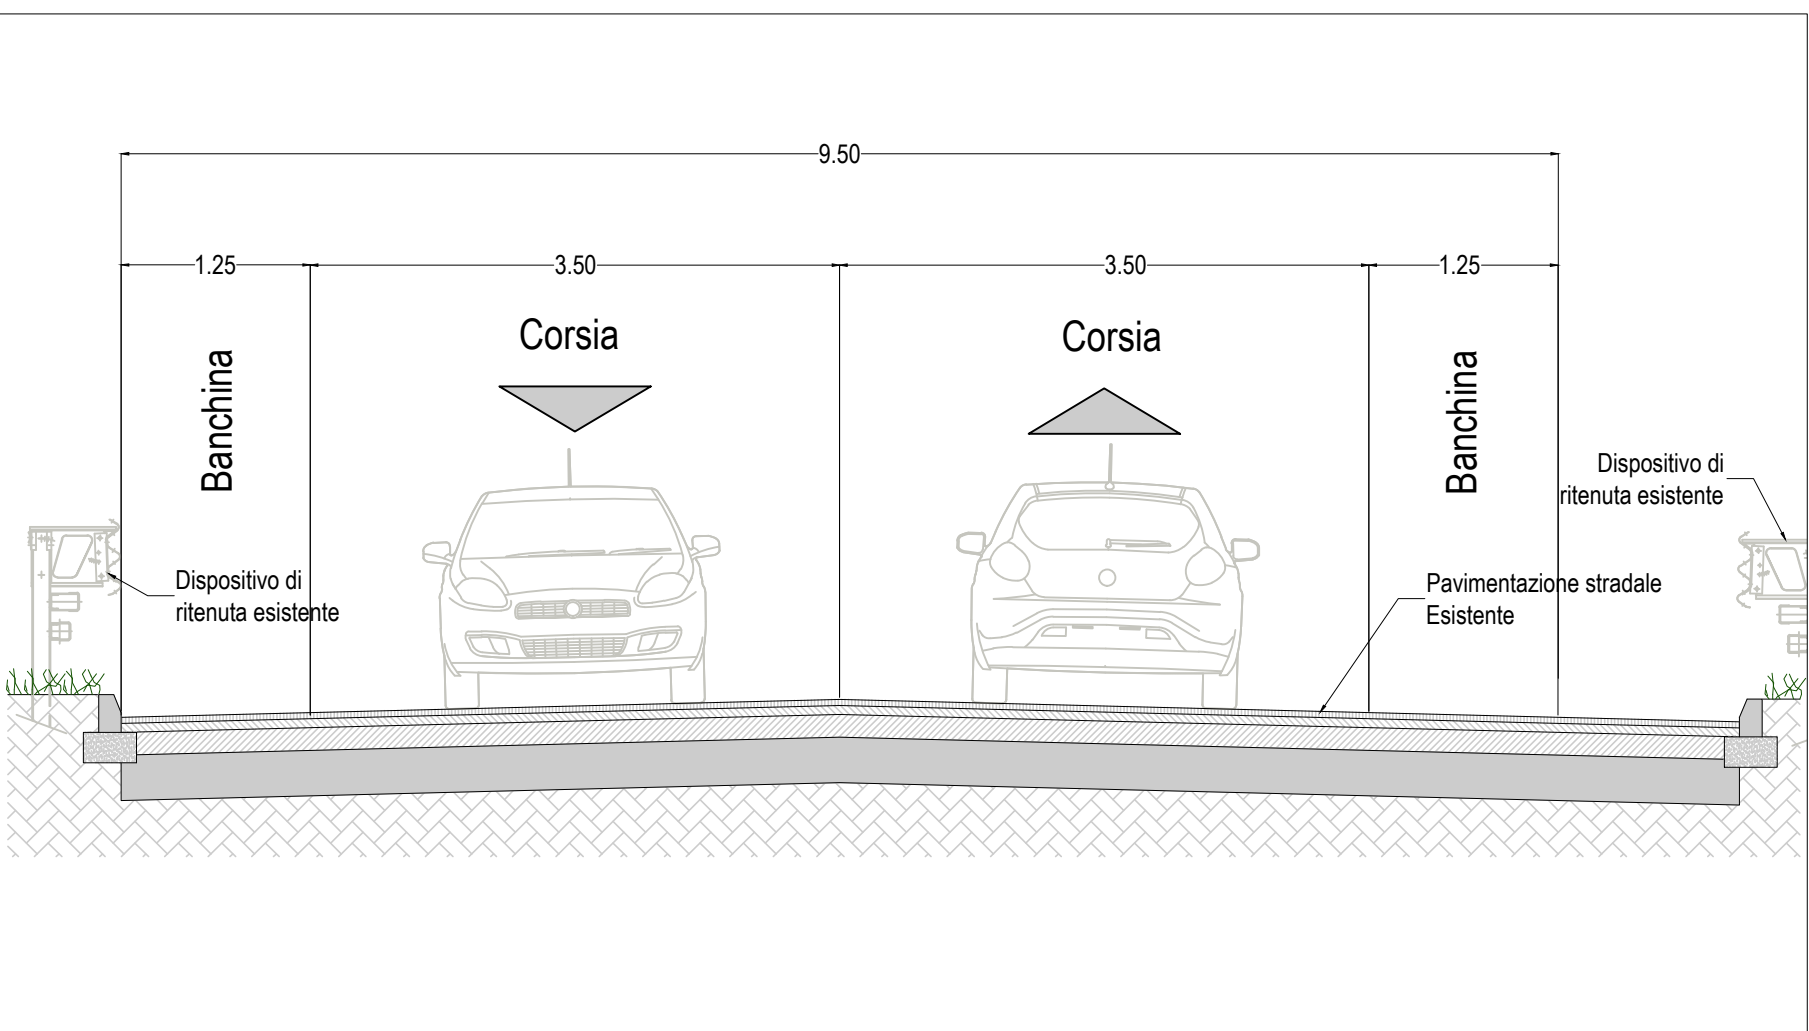 9.50
1.25
3.50
3.50
1.25
Corsia
Corsia
Banchina
Banchina
Dispositivo di
ritenuta esistente
Dispositivo di
ritenuta esistente
Pavimentazione stradale
Esistente